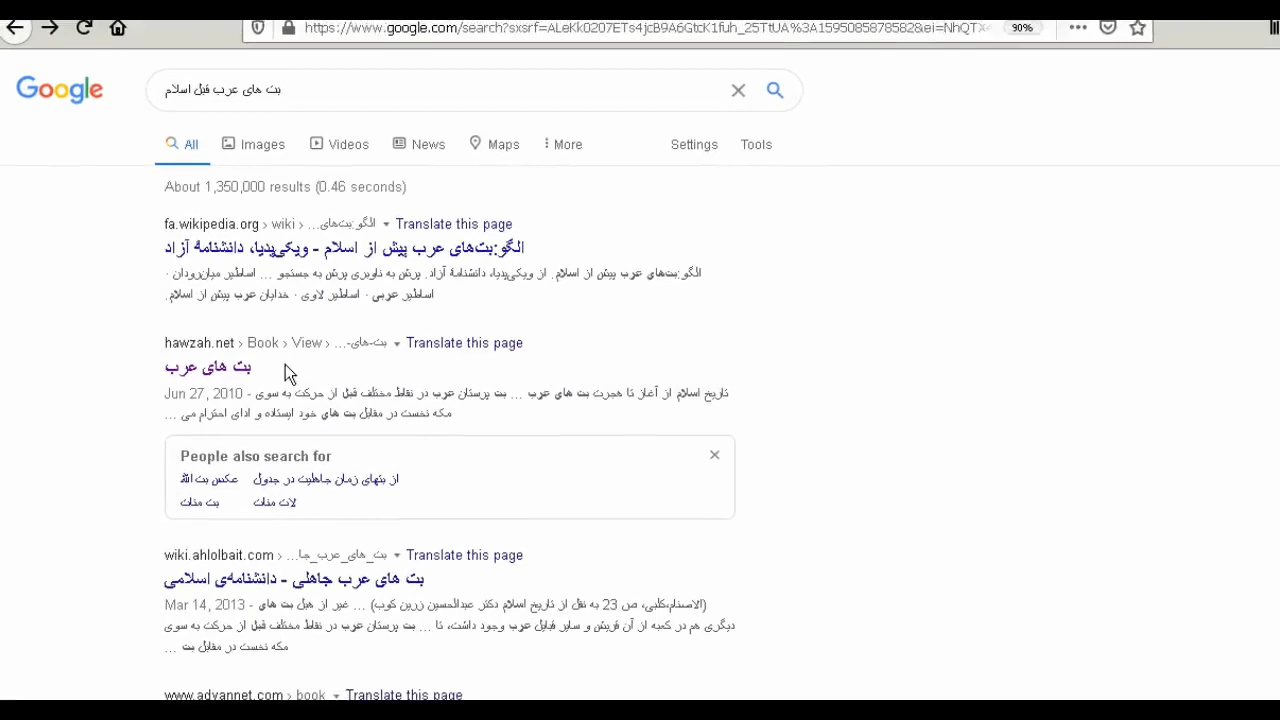 https://www.google.com/search?sxsrf=ALeKk0207ETs4jcB9A6GtcK1fuh_25TtUA%3A1595085878582&ei=NhQTX 90%
Google
بت های عرب قبل اسلام
All Images Videos News Maps More Settings Tools
About 1,350,000 results (0.46 seconds)
fa.wikipedia.org › wiki › ...الگو:بت‌های Translate this page
الگو:بت‌های عرب پیش از اسلام - ویکی‌پدیا، دانشنامهٔ آزاد
الگو:بت‌های عرب پیش از اسلام. از ویکی‌پدیا، دانشنامهٔ آزاد. پرش به ناوبری پرش به جستجو ... اساطیر میان‌رودان ·
اساطیر عربی · اساطیر لاوی · خدایان عرب پیش از اسلام.
hawzah.net › Book › View › ...-بت-های Translate this page
بت های عرب
Jun 27, 2010 - تاریخ اسلام از آغاز تا هجرت بت های عرب ... بت پرستان عرب در نقاط مختلف قبل از حرکت به سوی
مکه نخست در مقابل بت های خود ایستاده و ادای احترام می ...
People also search for
عکس بت الله از بتهای زمان جاهلیت در جدول
بت منات لات منات
wiki.ahlolbait.com › ...بت_های_عرب_جا Translate this page
بت های عرب جاهلی - دانشنامه‌ی اسلامی
Mar 14, 2013 - (الاصنام،کلبی، ص 23 به نقل از تاریخ اسلام دکتر عبدالحسین زرین کوب) ... غیر از هبل بت های
دیگری هم در کعبه از آن قریش و سایر قبایل عرب وجود داشت، تا ... بت پرستان عرب در نقاط مختلف قبل از حرکت به سوی
مکه نخست در مقابل بت ...
www.advannet.com › book Translate this page